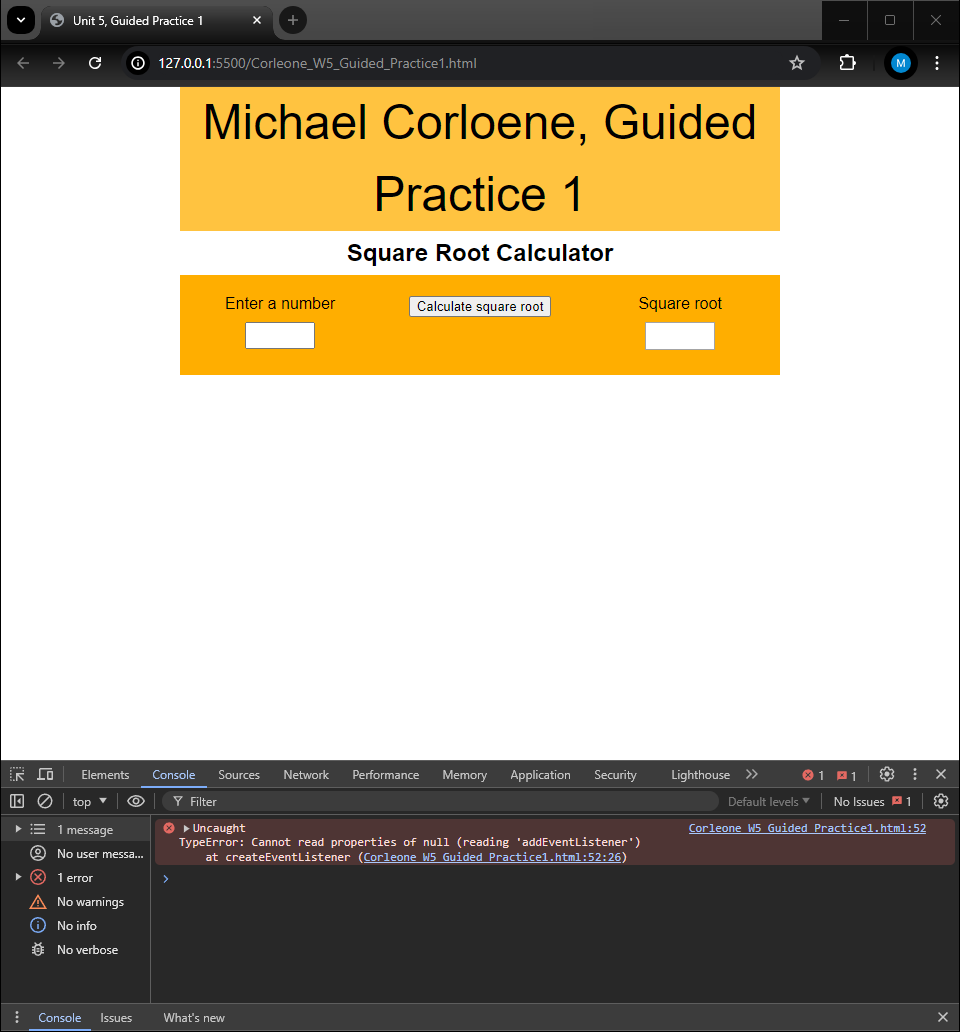 Unit 5, Guided Practice 1
127.0.0.1:5500/Corleone_W5_Guided_Practice1.html
M
Michael Corloene, Guided
Practice 1
Square Root Calculator
Enter a number
Calculate square root
Square root
Elements Console Sources Network Performance Memory Application Security Lighthouse 1 1
top Filter Default levels No Issues 1
1 message
No user messa...
1 error
No warnings
No info
No verbose
Uncaught Corleone_W5_Guided_Practice1.html:52
TypeError: Cannot read properties of null (reading 'addEventListener')
at createEventListener (Corleone_W5_Guided_Practice1.html:52:26)
Console Issues What's new